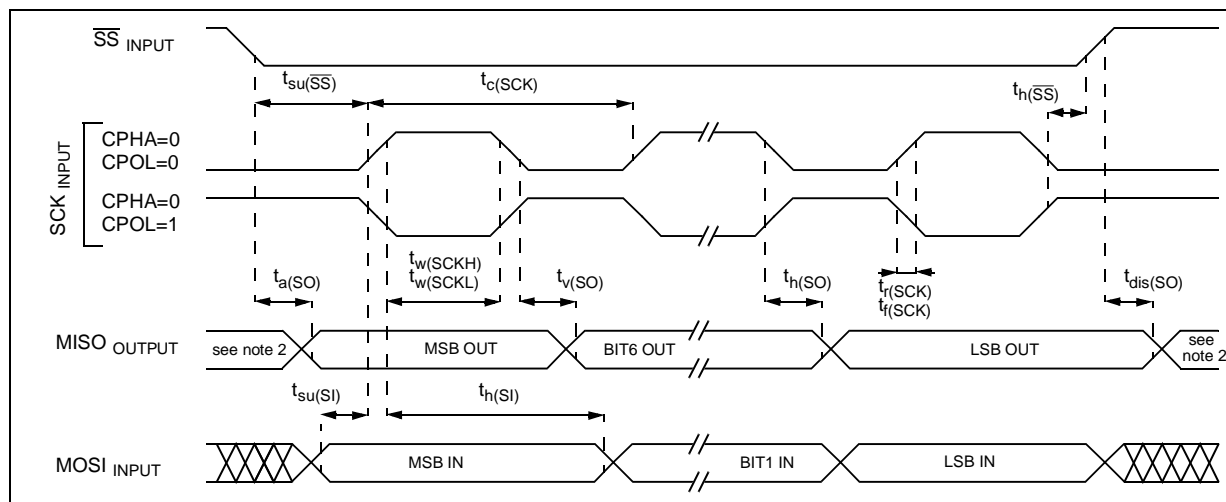 SS INPUT
tsu(SS)
tc(SCK)
th(SS)
SCK INPUT
CPHA=0
CPOL=0
CPHA=0
CPOL=1
ta(SO)
tw(SCKH)
tw(SCKL)
tv(SO)
th(SO)
tr(SCK)
tf(SCK)
tdis(SO)
MISO OUTPUT
see note 2
MSB OUT
BIT6 OUT
LSB OUT
see
note 2
tsu(SI)
th(SI)
MOSI INPUT
MSB IN
BIT1 IN
LSB IN